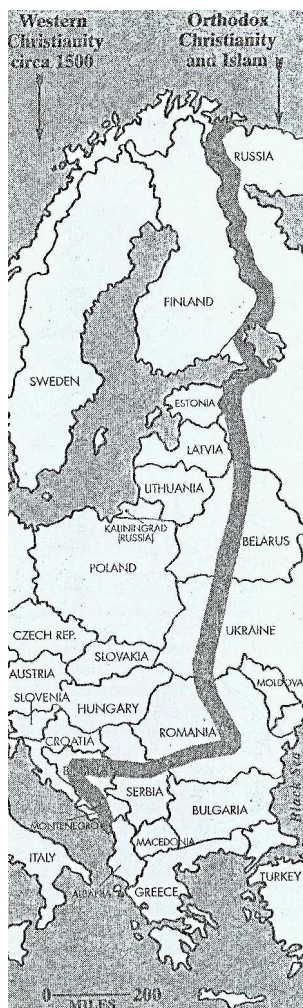 Western
Christianity
circa 1500
Orthodox
Christianity
and Islam
RUSSIA
FINLAND
SWEDEN
ESTONIA
LATVIA
LITHUANIA
KALININGRAD
(RUSSIA)
BELARUS
POLAND
UKRAINE
CZECH REP.
SLOVAKIA
AUSTRIA
MOLDOVA
SLOVENIA
HUNGARY
ROMANIA
CROATIA
SERBIA
BULGARIA
Black Sea
MONTENEGRO
MACEDONIA
ITALY
ALBANIA
GREECE
TURKEY
0 200
MILES